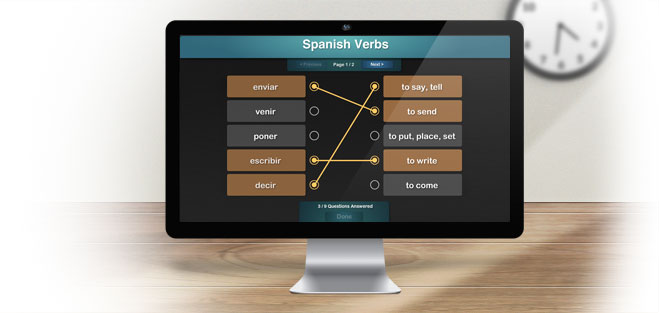 Spanish Verbs
< Previous Page 1 / 2 Next >
enviar to say, tell
venir to send
poner to put, place, set
escribir to write
decir to come
3 / 9 Questions Answered
Done